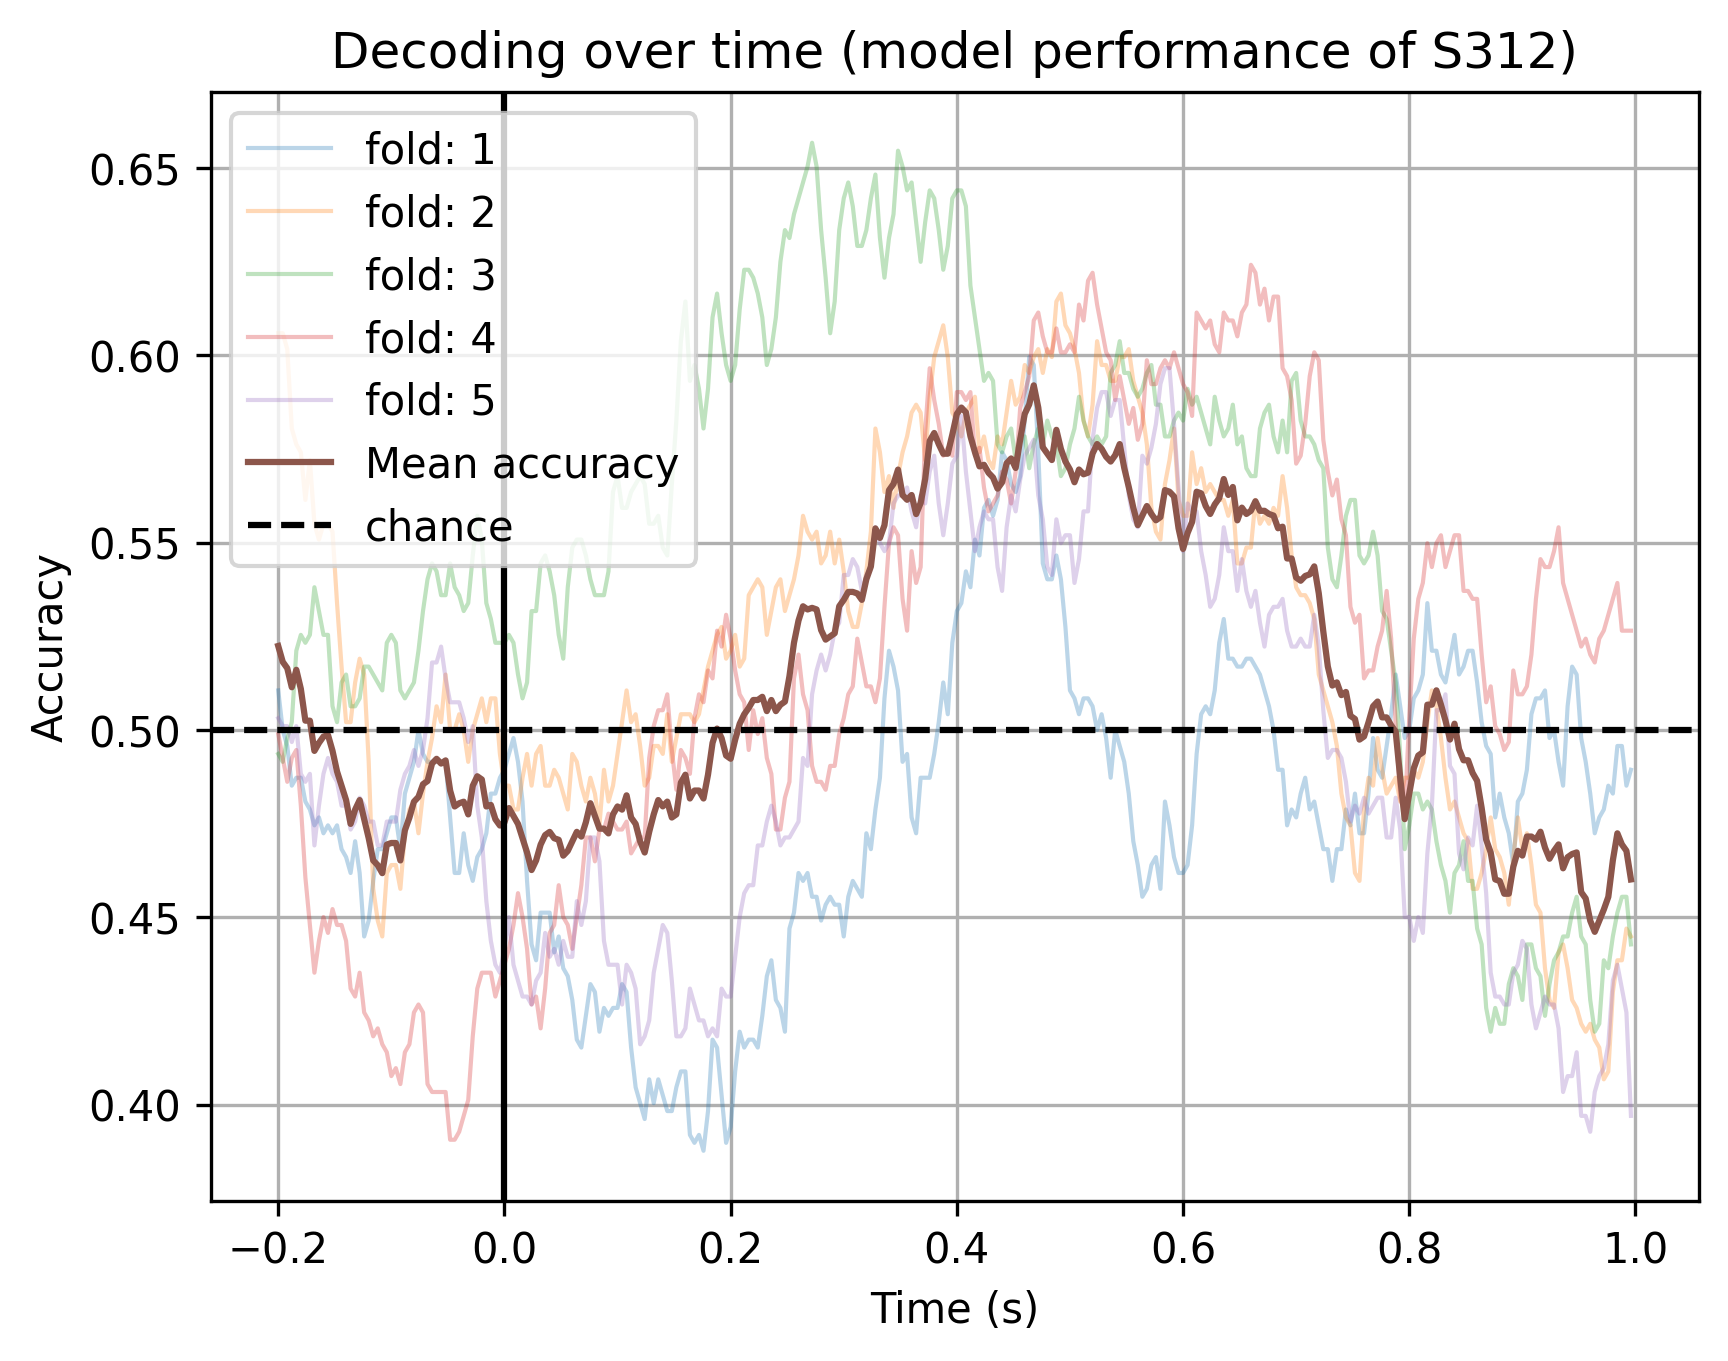 Decoding over time (model performance of S312)
fold: 1
fold: 2
fold: 3
fold: 4
fold: 5
Mean accuracy
chance
Accuracy
0.65
0.60
0.55
0.50
0.45
0.40
−0.2 0.0 0.2 0.4 0.6 0.8 1.0
Time (s)